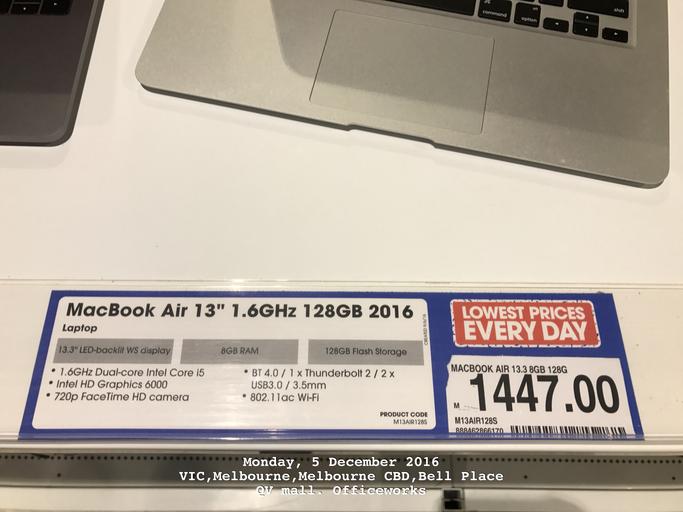 command
option
MacBook Air 13" 1.6GHz 128GB 2016
Laptop
13.3" LED-backlit WS display
8GB RAM
128GB Flash Storage
• 1.6GHz Dual-core Intel Core i5
• Intel HD Graphics 6000
• 720p FaceTime HD camera
• BT 4.0 / 1 x Thunderbolt 2 / 2 x
USB3.0 / 3.5mm
• 802.11ac Wi-Fi
PRODUCT CODE
M13AIR128S
LOWEST PRICES
EVERY DAY
MACBOOK AIR 13.3 8GB 128G
M
1447.00
M13AIR128S
888462866170
Monday, 5 December 2016
VIC,Melbourne,Melbourne CBD,Bell Place
QV mall. Officeworks